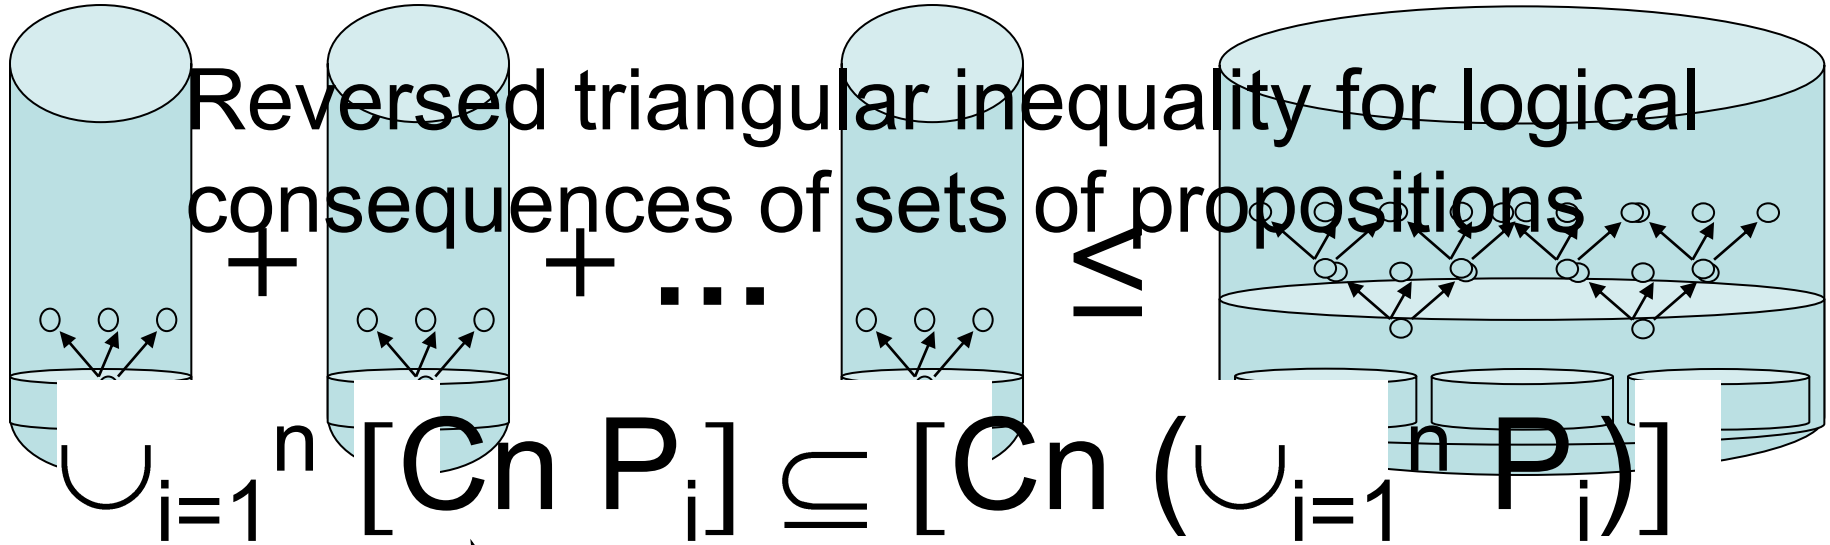 Reversed triangular inequality for logical
consequences of sets of propositions
+ + ... ≤
∪i=1n [Cn Pi] ⊆ [Cn (∪i=1n Pi)]